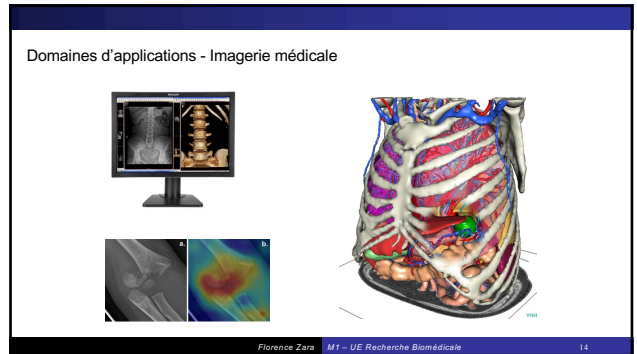 Domaines d'applications - Imagerie médicale
a.
b.
Florence Zara
M1 – UE Recherche Biomédicale
14